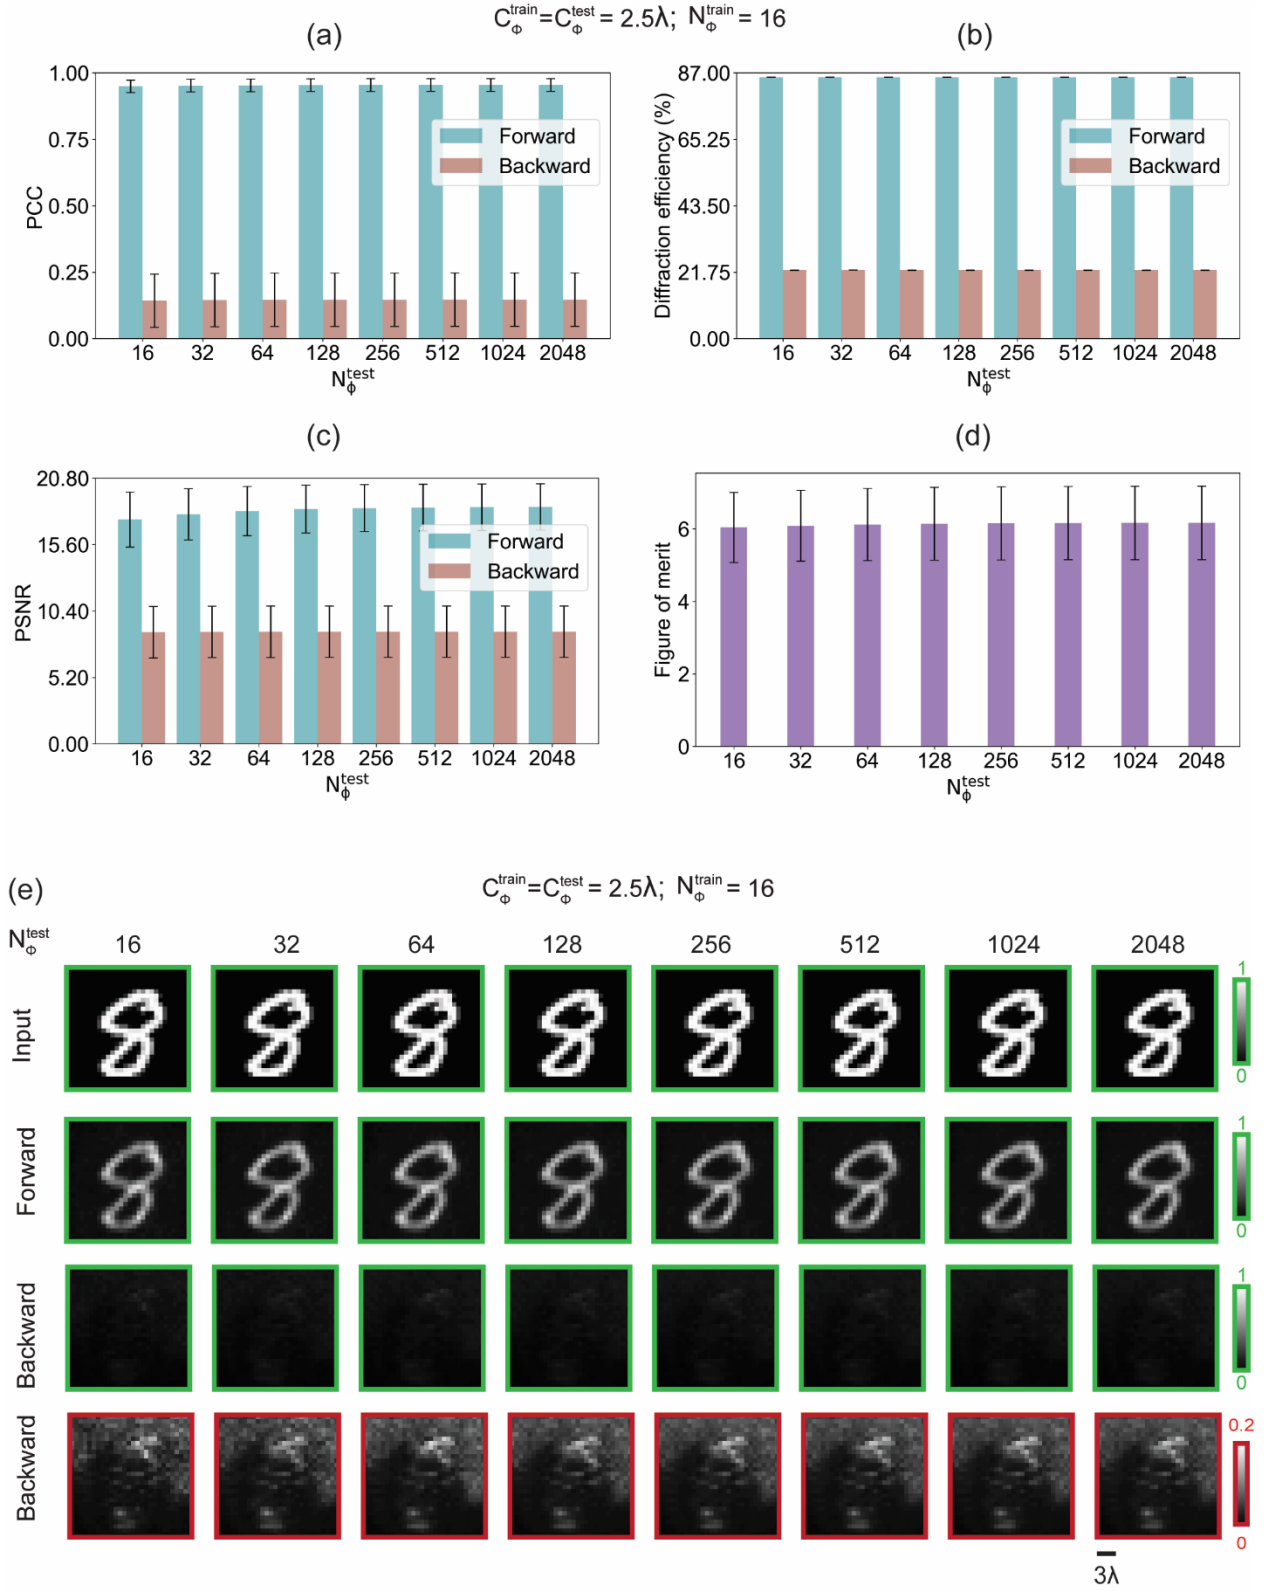 C_Φ^train=C_Φ^test= 2.5λ; N_Φ^train= 16
(a)
(b)
1.00
0.75
0.50
0.25
0.00
PCC
Forward
Backward
16 32 64 128 256 512 1024 2048
N_ϕ^test
87.00
65.25
43.50
21.75
0.00
Diffraction efficiency (%)
Forward
Backward
16 32 64 128 256 512 1024 2048
N_ϕ^test
(c)
(d)
20.80
15.60
10.40
5.20
0.00
PSNR
Forward
Backward
16 32 64 128 256 512 1024 2048
N_ϕ^test
6
4
2
0
Figure of merit
16 32 64 128 256 512 1024 2048
N_ϕ^test
(e)
C_Φ^train=C_Φ^test= 2.5λ; N_Φ^train= 16
N_Φ^test 16 32 64 128 256 512 1024 2048
Input
1
0
Forward
1
0
Backward
1
0
Backward
0.2
0
3λ